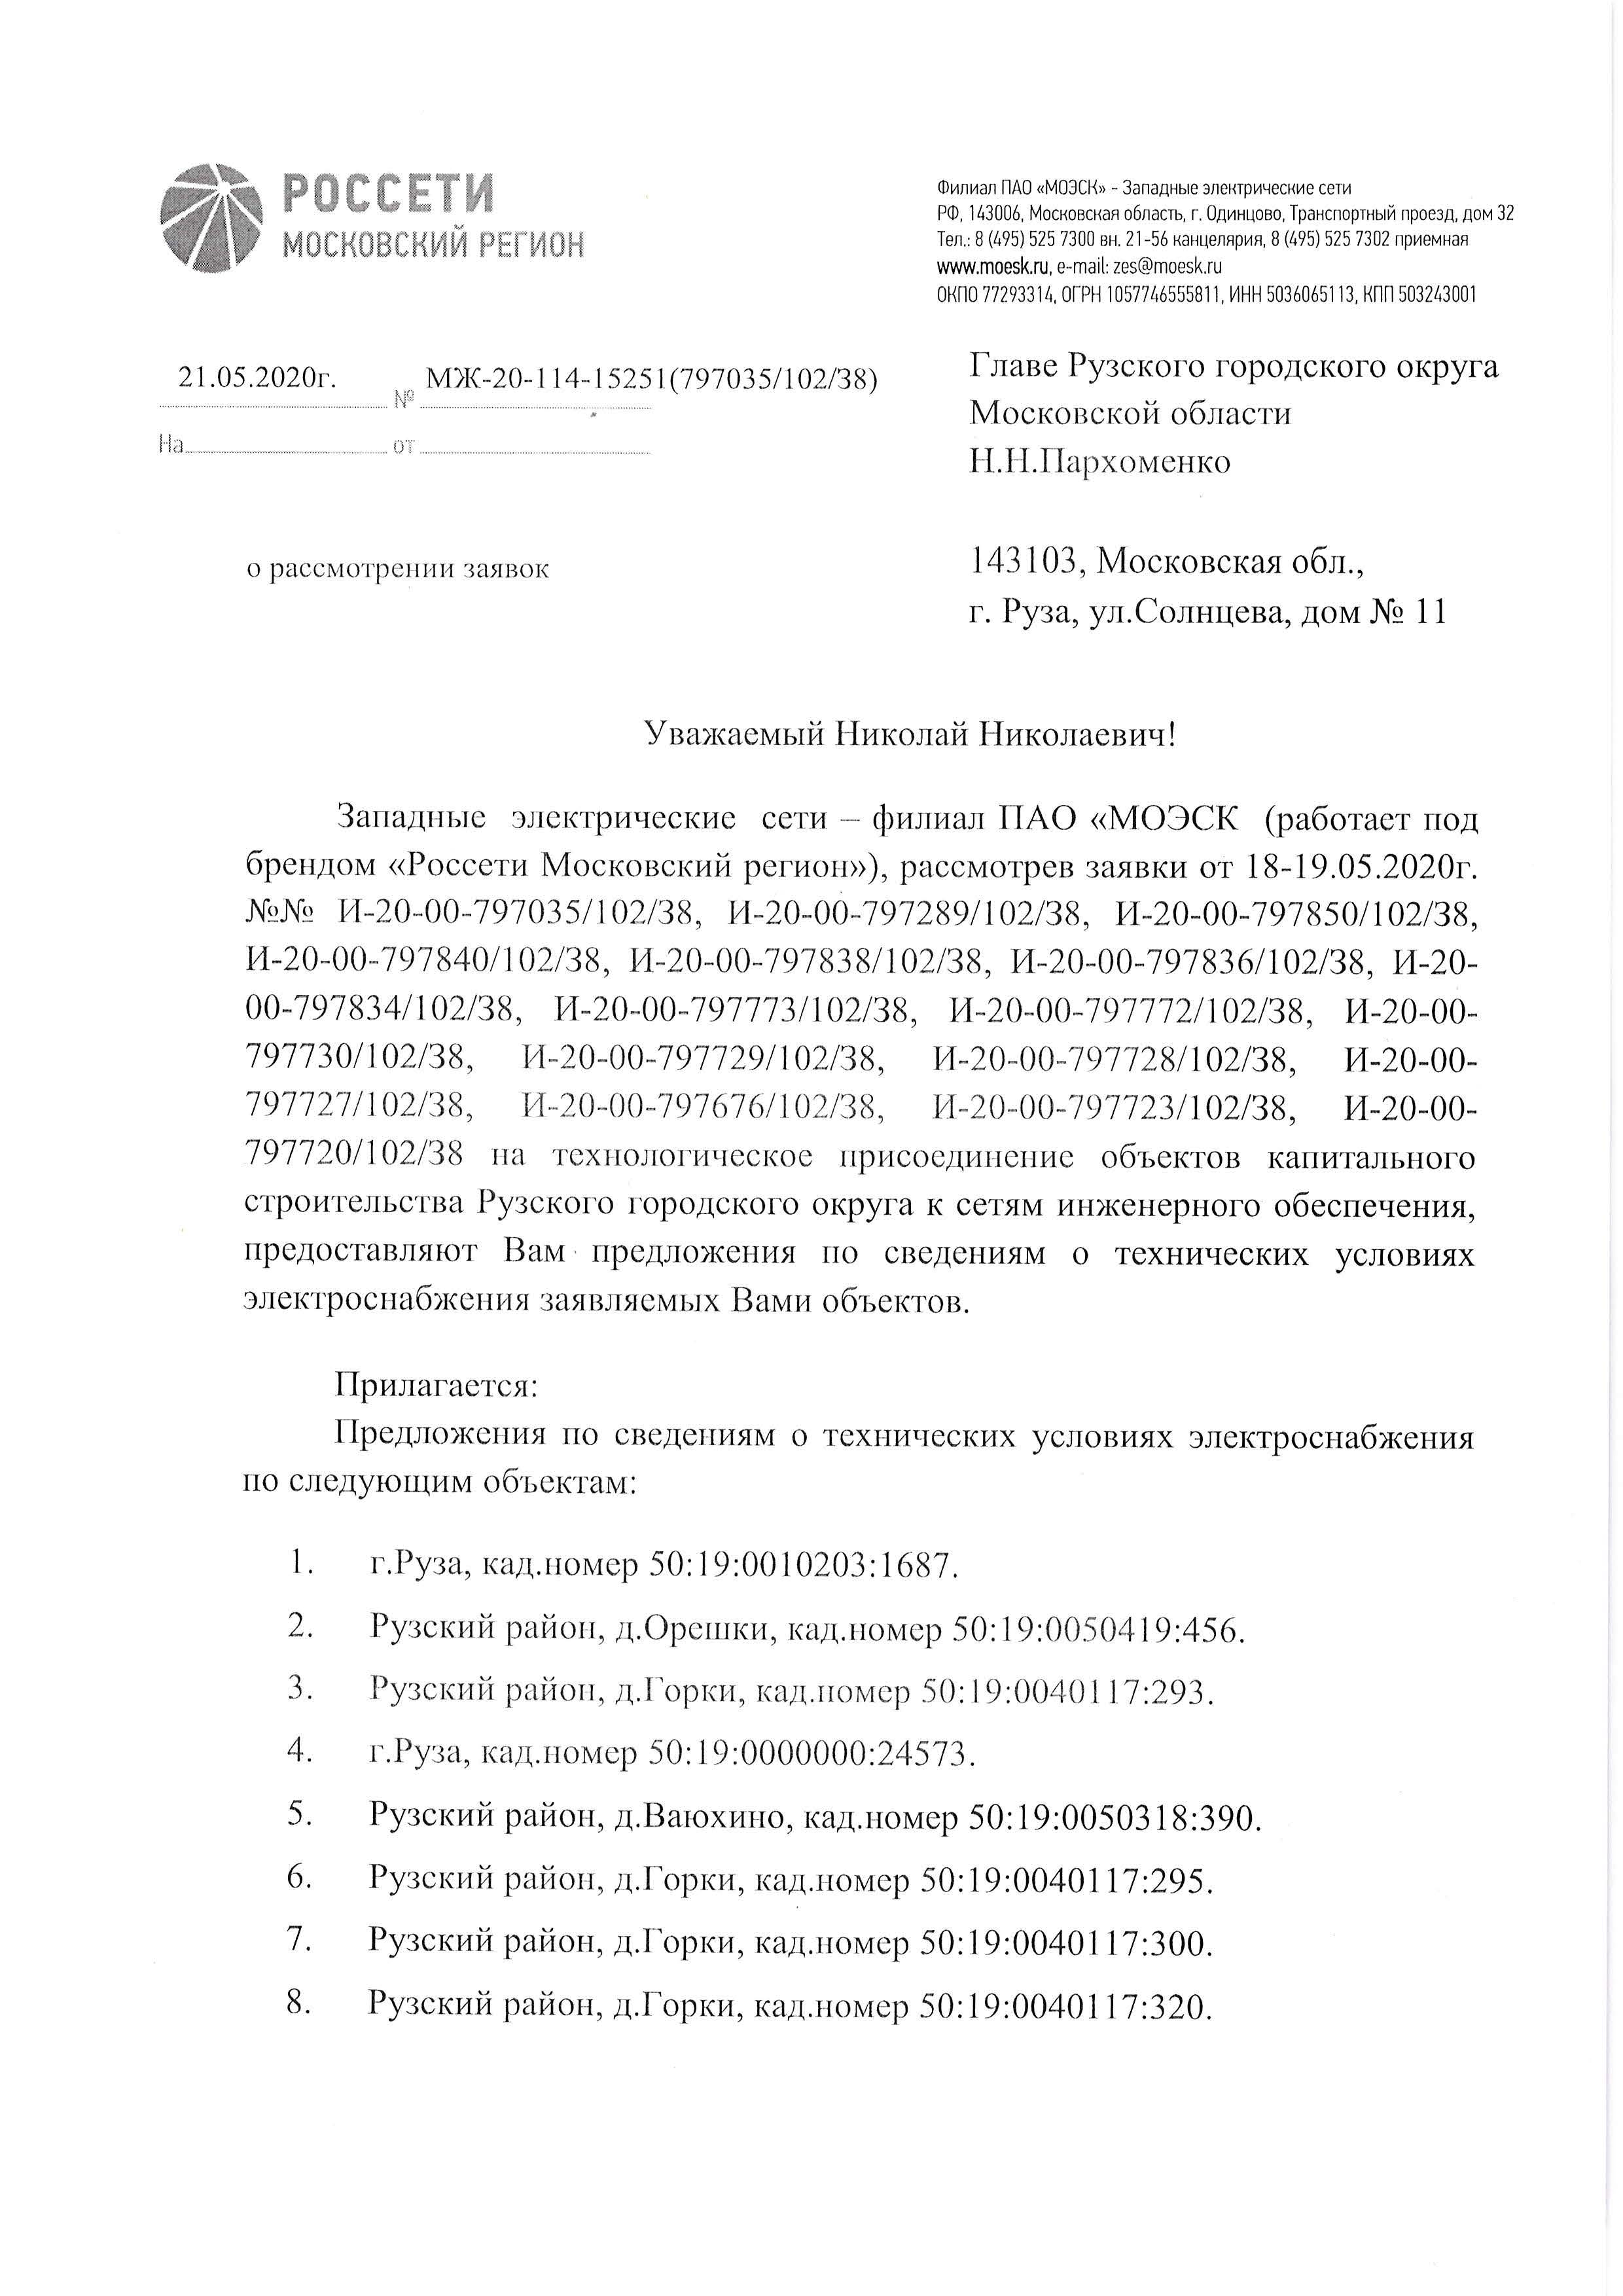 РОССЕТИ
МОСКОВСКИЙ РЕГИОН
Филиал ПАО «МОЭСК» - Западные электрические сети
РФ, 143006, Московская область, г. Одинцово, Транспортный проезд, дом 32
Тел.: 8 (495) 525 7300 вн. 21-56 канцелярия, 8 (495) 525 7302 приемная
www.moesk.ru, e-mail: zes@moesk.ru
ОКПО 77293314, ОГРН 1057746555811, ИНН 5036065113, КПП 503243001
21.05.2020г. № МЖ-20-114-15251(797035/102/38)
На от
Главе Рузского городского округа
Московской области
Н.Н.Пархоменко
о рассмотрении заявок
143103, Московская обл.,
г. Руза, ул.Солнцева, дом № 11
Уважаемый Николай Николаевич!
Западные электрические сети – филиал ПАО «МОЭСК (работает под
брендом «Россети Московский регион»), рассмотрев заявки от 18-19.05.2020г.
№№ И-20-00-797035/102/38, И-20-00-797289/102/38, И-20-00-797850/102/38,
И-20-00-797840/102/38, И-20-00-797838/102/38, И-20-00-797836/102/38, И-20-
00-797834/102/38, И-20-00-797773/102/38, И-20-00-797772/102/38, И-20-00-
797730/102/38, И-20-00-797729/102/38, И-20-00-797728/102/38, И-20-00-
797727/102/38, И-20-00-797676/102/38, И-20-00-797723/102/38, И-20-00-
797720/102/38 на технологическое присоединение объектов капитального
строительства Рузского городского округа к сетям инженерного обеспечения,
предоставляют Вам предложения по сведениям о технических условиях
электроснабжения заявляемых Вами объектов.
Прилагается:
Предложения по сведениям о технических условиях электроснабжения
по следующим объектам:
1. г.Руза, кад.номер 50:19:0010203:1687.
2. Рузский район, д.Орешки, кад.номер 50:19:0050419:456.
3. Рузский район, д.Горки, кад.номер 50:19:0040117:293.
4. г.Руза, кад.номер 50:19:0000000:24573.
5. Рузский район, д.Ваюхино, кад.номер 50:19:0050318:390.
6. Рузский район, д.Горки, кад.номер 50:19:0040117:295.
7. Рузский район, д.Горки, кад.номер 50:19:0040117:300.
8. Рузский район, д.Горки, кад.номер 50:19:0040117:320.